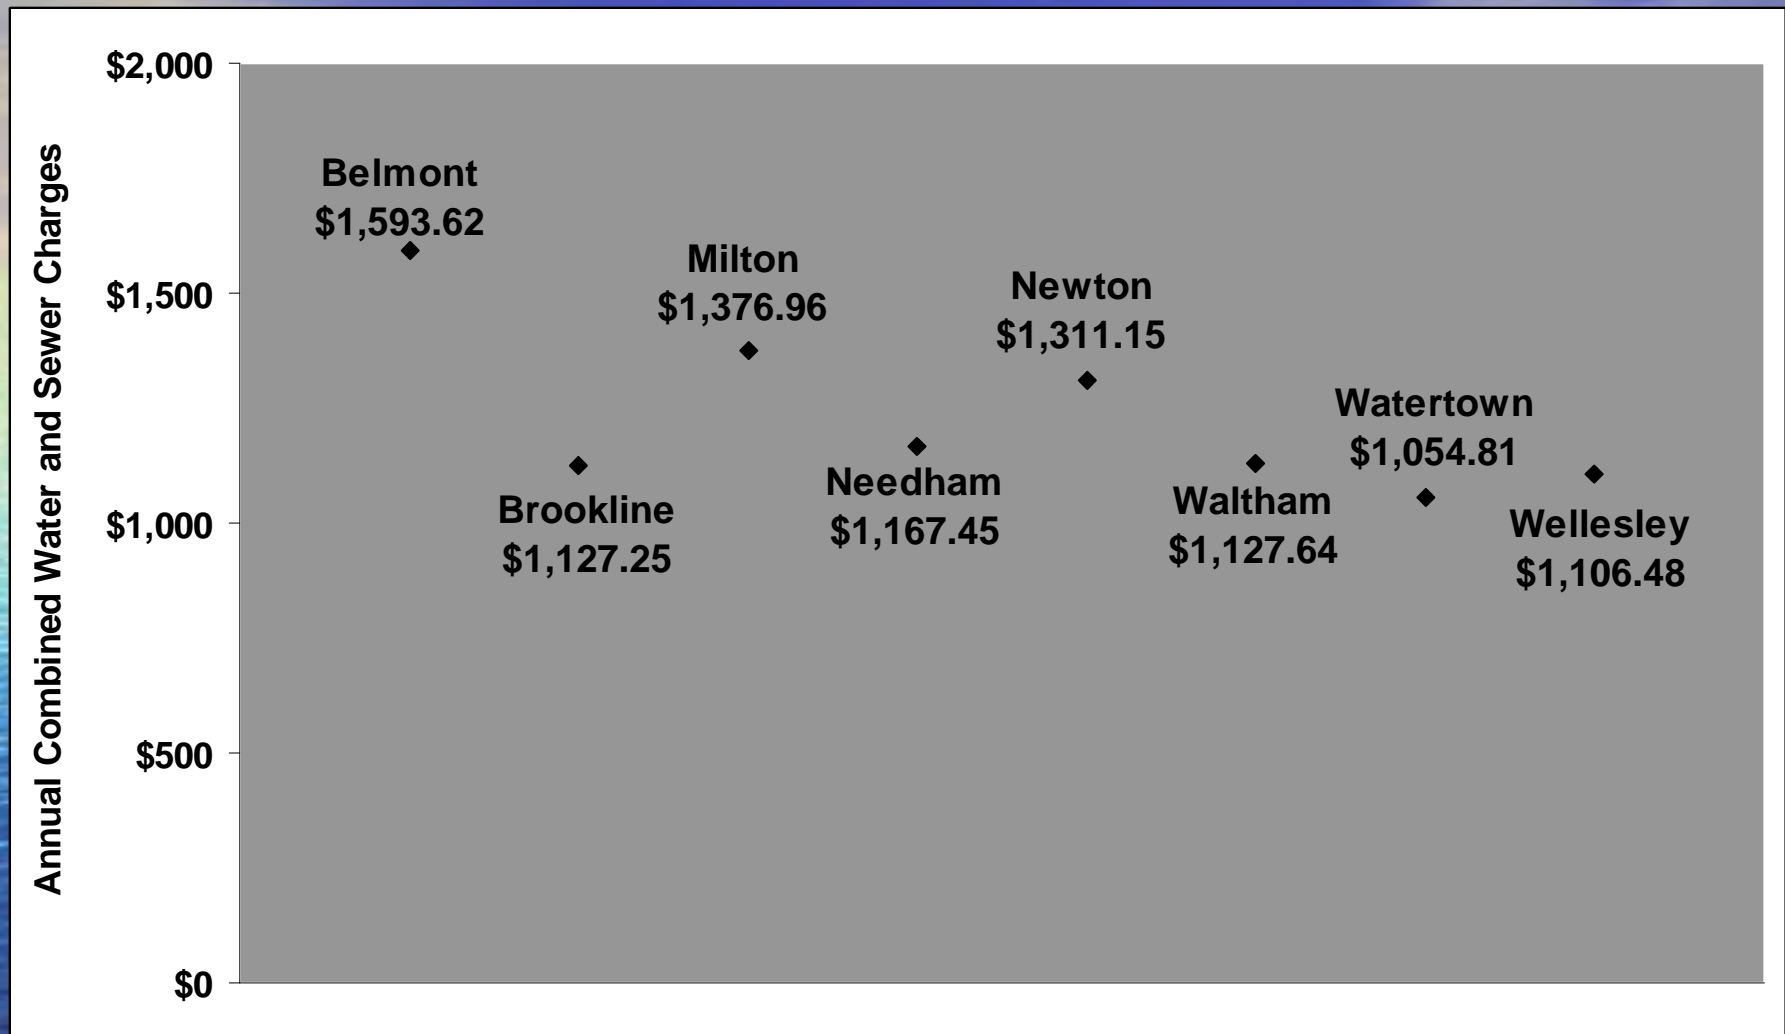 Annual Combined Water and Sewer Charges
$2,000
$1,500
$1,000
$500
$0
Belmont
$1,593.62
Brookline
$1,127.25
Milton
$1,376.96
Needham
$1,167.45
Newton
$1,311.15
Waltham
$1,127.64
Watertown
$1,054.81
Wellesley
$1,106.48